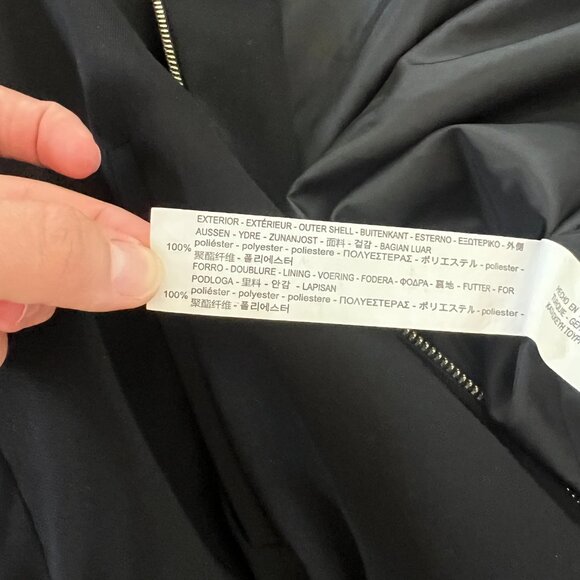 EXTERIOR - EXTÉRIEUR - OUTER SHELL - BUITENKANT - ESTERNO - ΕΞΩΤΕΡΙΚΟ - 外側
AUSSEN - YDRE - ZUNANJOST - 面料 - 겉감 - BAGIAN LUAR
100% poliéster - polyester - poliestere - ΠΟΛΥΕΣΤΕΡΑΣ - ポリエステル - poliester -
聚酯纤维 - 폴리에스터
FORRO - DOUBLURE - LINING - VOERING - FODERA - ΦΟΔΡΑ - 裏地 - FUTTER - FOR
PODLOGA - 里料 - 안감 - LAPISAN
100% poliéster - polyester - poliestere - ΠΟΛΥΕΣΤΕΡΑΣ - ポリエステル - poliester -
聚酯纤维 - 폴리에스터
HECHO EN